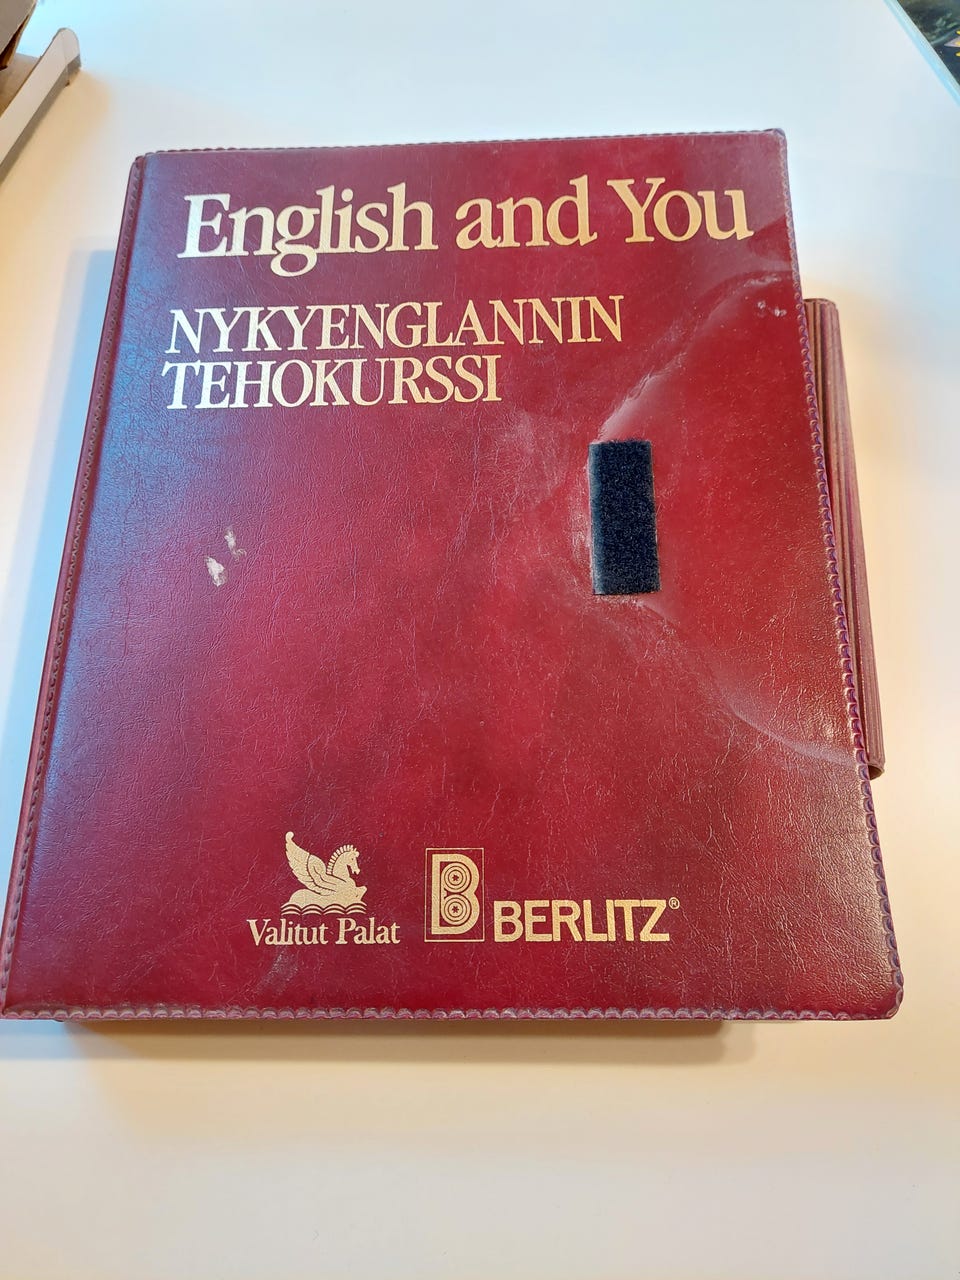 English and You
NYKYENGLANNIN
TEHOKURSSI
Valitut Palat
B BERLITZ®